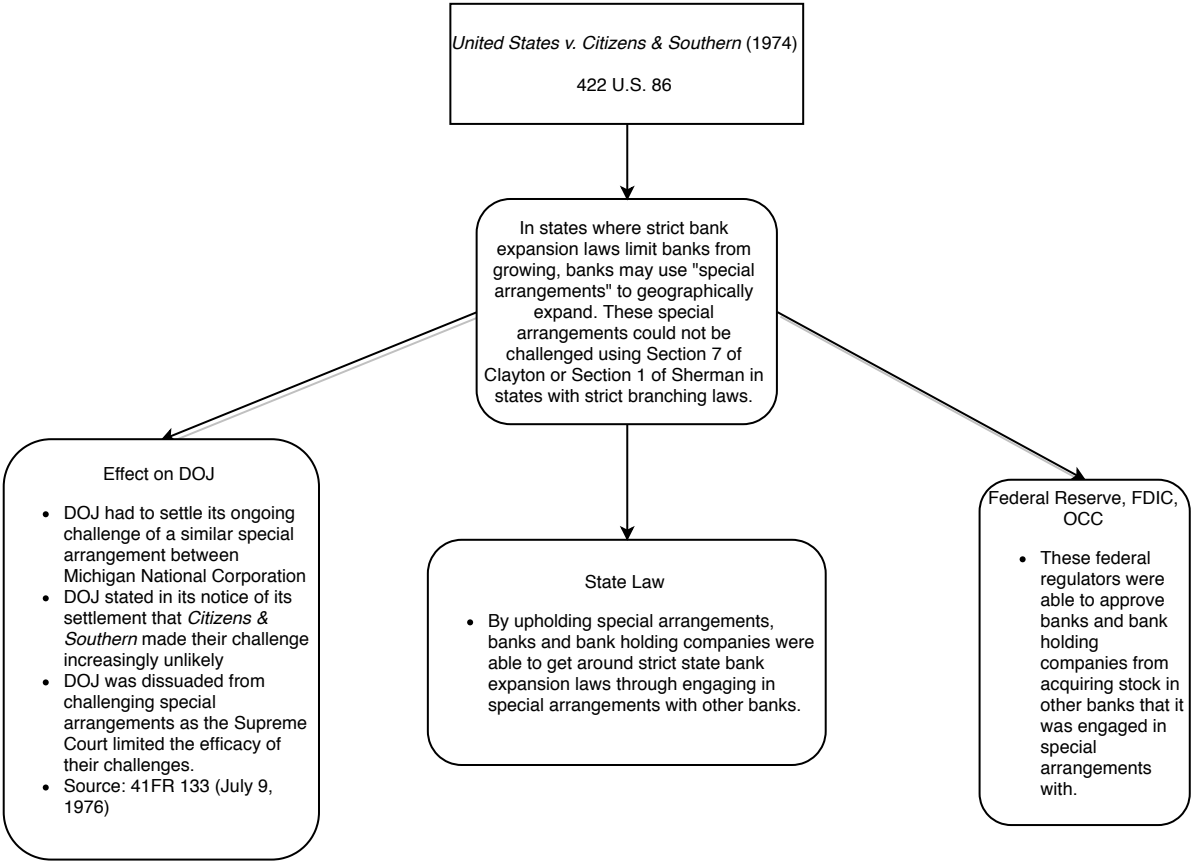 United States v. Citizens & Southern (1974)
422 U.S. 86
In states where strict bank
expansion laws limit banks from
growing, banks may use "special
arrangements" to geographically
expand. These special
arrangements could not be
challenged using Section 7 of
Clayton or Section 1 of Sherman in
states with strict branching laws.
Effect on DOJ
• DOJ had to settle its ongoing
challenge of a similar special
arrangement between
Michigan National Corporation
• DOJ stated in its notice of its
settlement that Citizens &
Southern made their challenge
increasingly unlikely
• DOJ was dissuaded from
challenging special
arrangements as the Supreme
Court limited the efficacy of
their challenges.
• Source: 41FR 133 (July 9,
1976)
State Law
• By upholding special arrangements,
banks and bank holding companies were
able to get around strict state bank
expansion laws through engaging in
special arrangements with other banks.
Federal Reserve, FDIC,
OCC
• These federal
regulators were
able to approve
banks and bank
holding
companies from
acquiring stock in
other banks that it
was engaged in
special
arrangements
with.